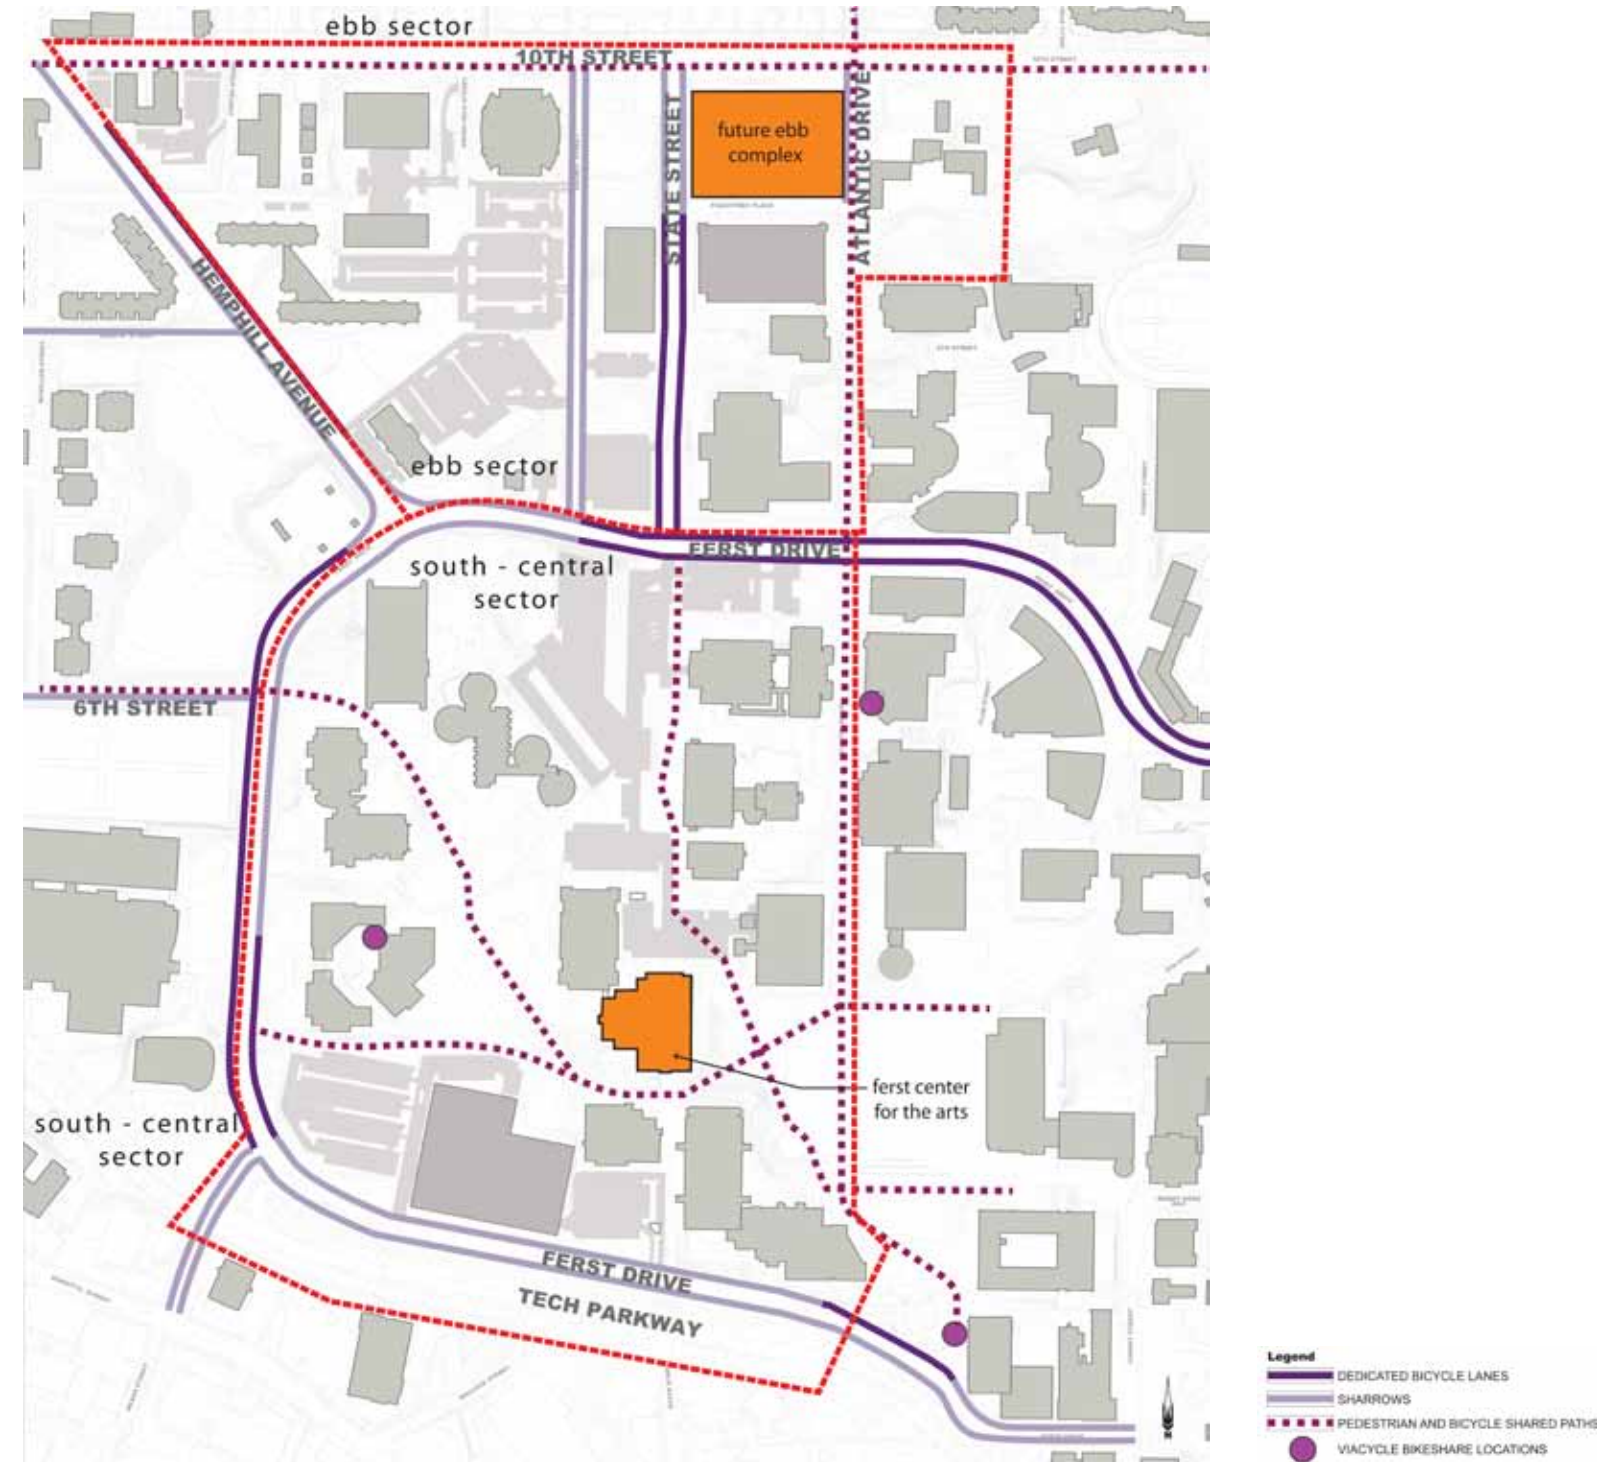 ebb sector
10TH STREET
STATE STREET
ATLANTIC DRIVE
future ebb
complex
HEMPHILL AVENUE
ebb sector
FERST DRIVE
south - central
sector
6TH STREET
ferst center
for the arts
south - central
sector
FERST DRIVE
TECH PARKWAY
Legend
DEDICATED BICYCLE LANES
SHARROWS
PEDESTRIAN AND BICYCLE SHARED PATHS
VIACYCLE BIKESHARE LOCATIONS